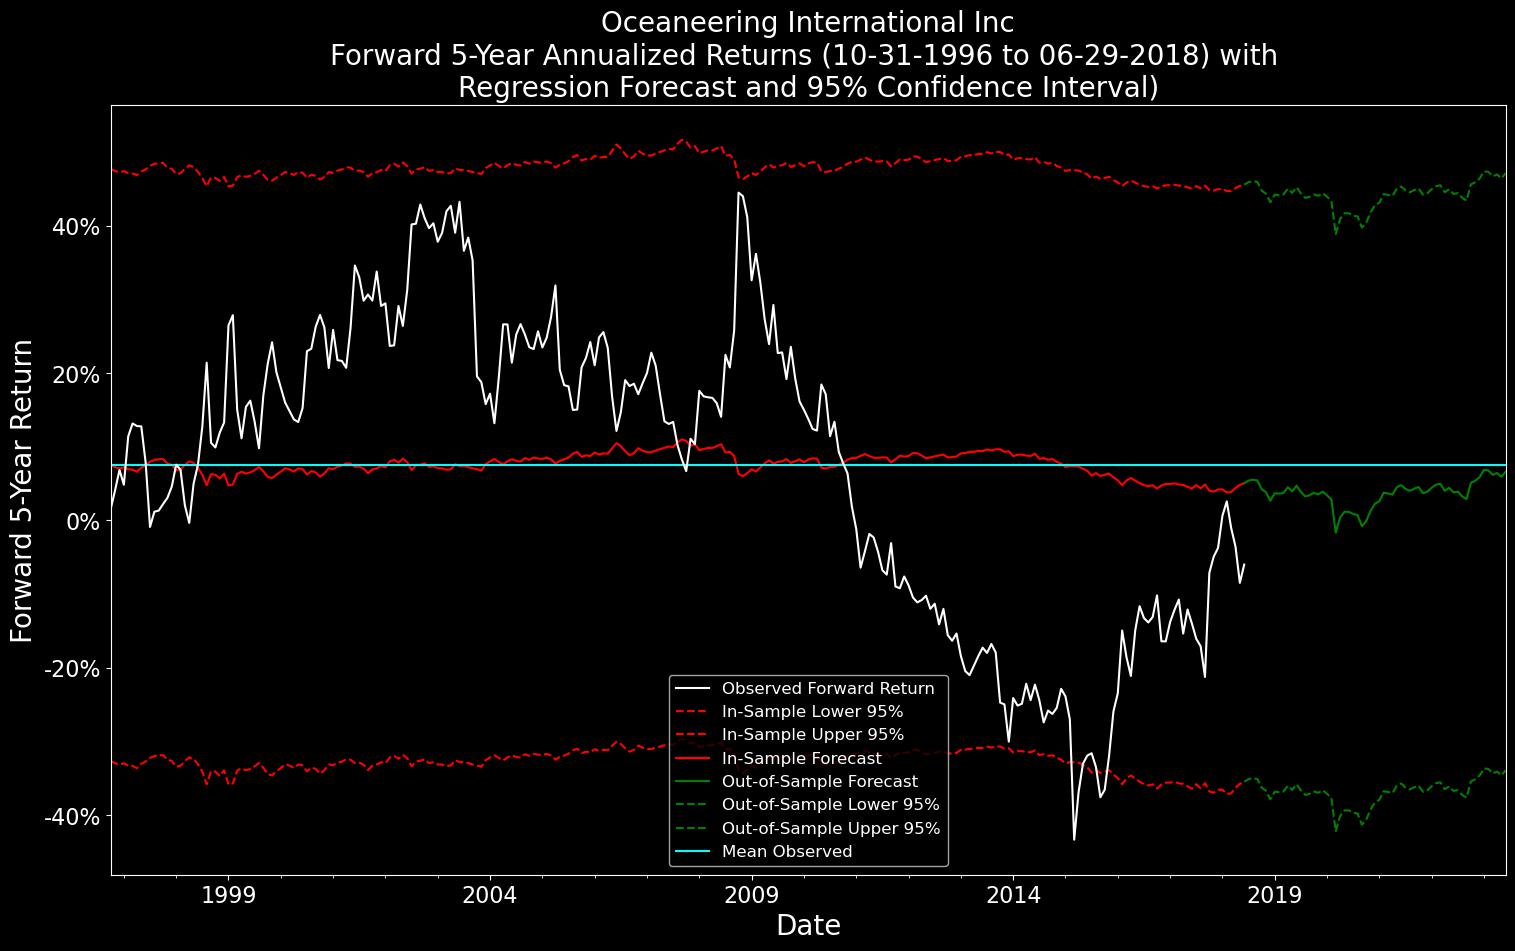 Oceaneering International Inc
Forward 5-Year Annualized Returns (10-31-1996 to 06-29-2018) with
Regression Forecast and 95% Confidence Interval)
Forward 5-Year Return
40%
20%
0%
-20%
-40%
Observed Forward Return
In-Sample Lower 95%
In-Sample Upper 95%
In-Sample Forecast
Out-of-Sample Forecast
Out-of-Sample Lower 95%
Out-of-Sample Upper 95%
Mean Observed
1999 2004 2009 2014 2019
Date